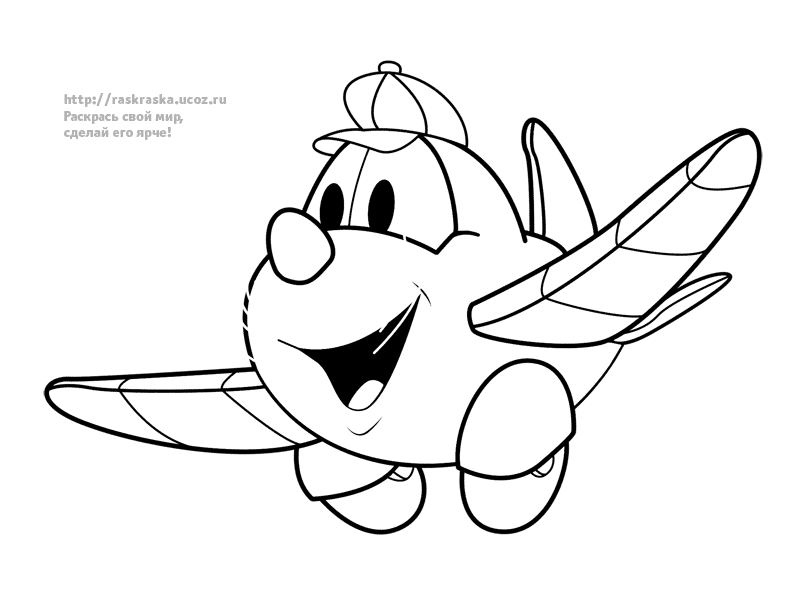 http://raskraska.ucoz.ru
Раскрась свой мир,
сделай его ярче!